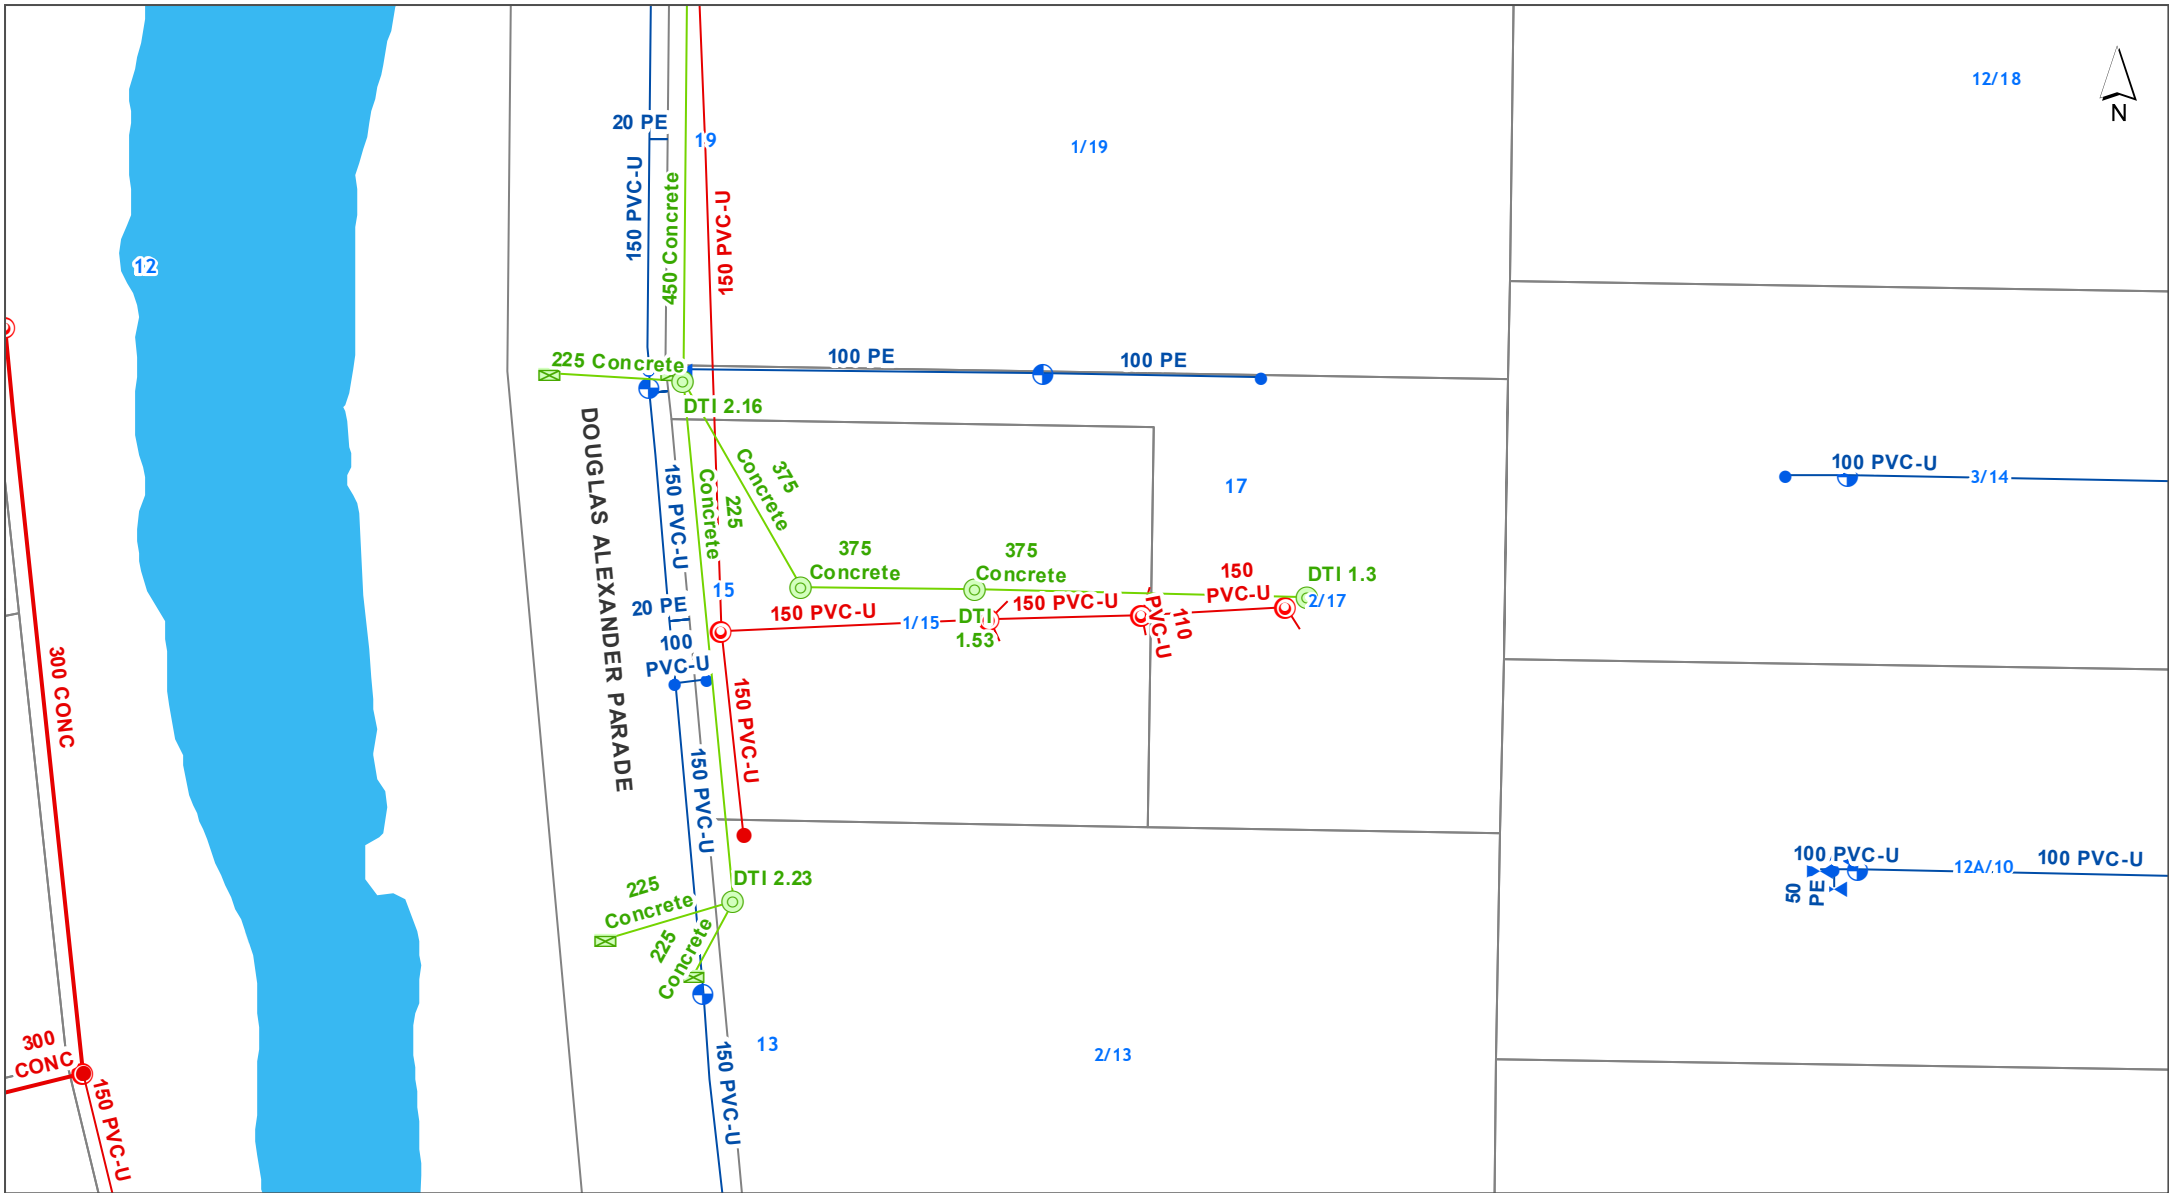 12/18
N
20 PE
19
1/19
150 PVC-U
450 Concrete
150 PVC-U
12
225 Concrete
100 PE
100 PE
DTI 2.16
DOUGLAS ALEXANDER PARADE
150 PVC-U
Concrete
225
375
Concrete
17
100 PVC-U
3/14
375
Concrete
375
Concrete
150
PVC-U
DTI 1.3
2/17
15
20 PE
150 PVC-U
1/15
DTI
1.53
150 PVC-U
110
PVC-U
100
PVC-U
300 CONC
150 PVC-U
150 PVC-U
100 PVC-U
12A/10
100 PVC-U
50
PE
DTI 2.23
225
Concrete
225
Concrete
13
2/13
150 PVC-U
300
CONC
150 PVC-U